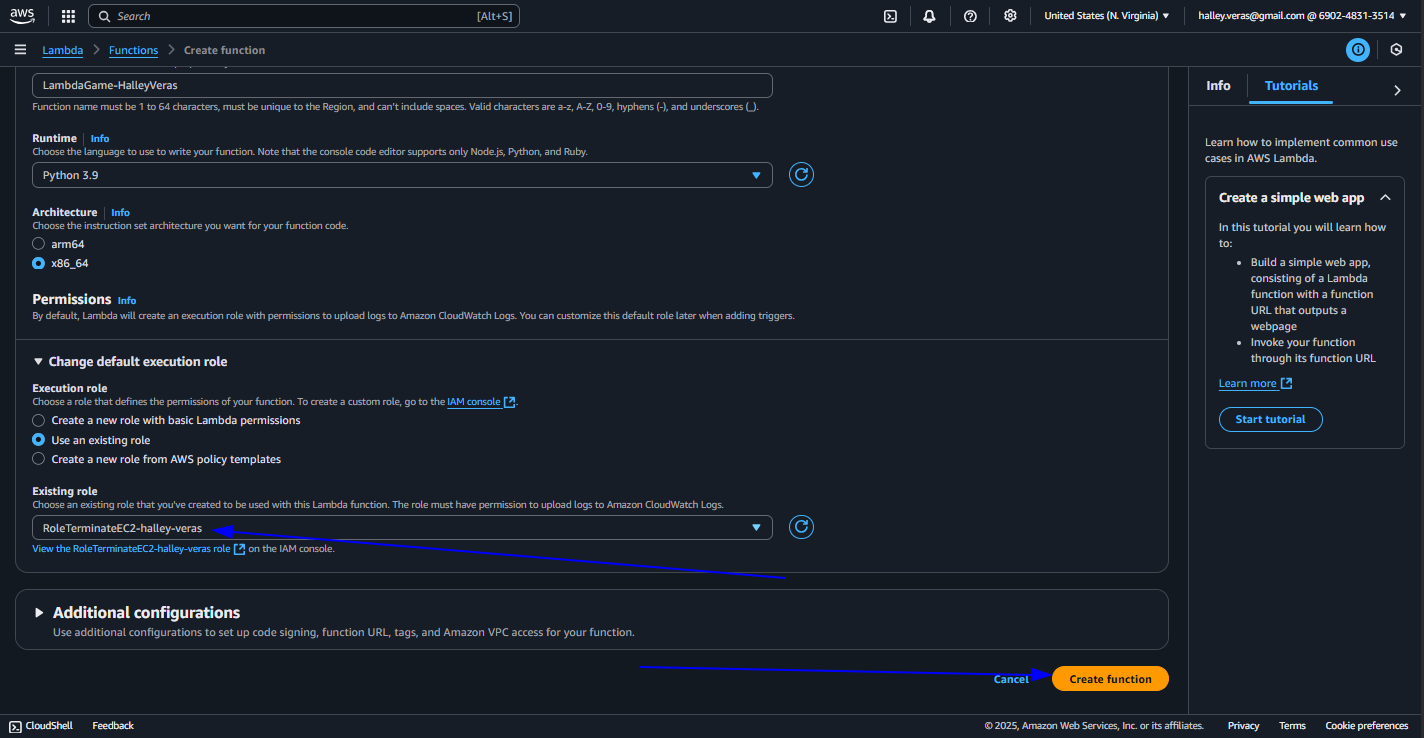 aws
Search
[Alt+S]
United States (N. Virginia)
halley.veras@gmail.com @ 6902-4831-3514
Lambda
Functions
Create function
LambdaGame-HalleyVeras
Function name must be 1 to 64 characters, must be unique to the Region, and can't include spaces. Valid characters are a-z, A-Z, 0-9, hyphens (-), and underscores (_).
Runtime
Info
Choose the language to use to write your function. Note that the console code editor supports only Node.js, Python, and Ruby.
Python 3.9
Architecture
Info
Choose the instruction set architecture you want for your function code.
arm64
x86_64
Permissions
Info
By default, Lambda will create an execution role with permissions to upload logs to Amazon CloudWatch Logs. You can customize this default role later when adding triggers.
Change default execution role
Execution role
Choose a role that defines the permissions of your function. To create a custom role, go to the IAM console.
Create a new role with basic Lambda permissions
Use an existing role
Create a new role from AWS policy templates
Existing role
Choose an existing role that you've created to be used with this Lambda function. The role must have permission to upload logs to Amazon CloudWatch Logs.
RoleTerminateEC2-halley-veras
View the RoleTerminateEC2-halley-veras role on the IAM console.
Additional configurations
Use additional configurations to set up code signing, function URL, tags, and Amazon VPC access for your function.
Cancel
Create function
Info
Tutorials
Learn how to implement common use
cases in AWS Lambda.
Create a simple web app
In this tutorial you will learn how
to:
Build a simple web app,
consisting of a Lambda
function with a function
URL that outputs a
webpage
Invoke your function
through its function URL
Learn more
Start tutorial
CloudShell
Feedback
© 2025, Amazon Web Services, Inc. or its affiliates.
Privacy
Terms
Cookie preferences